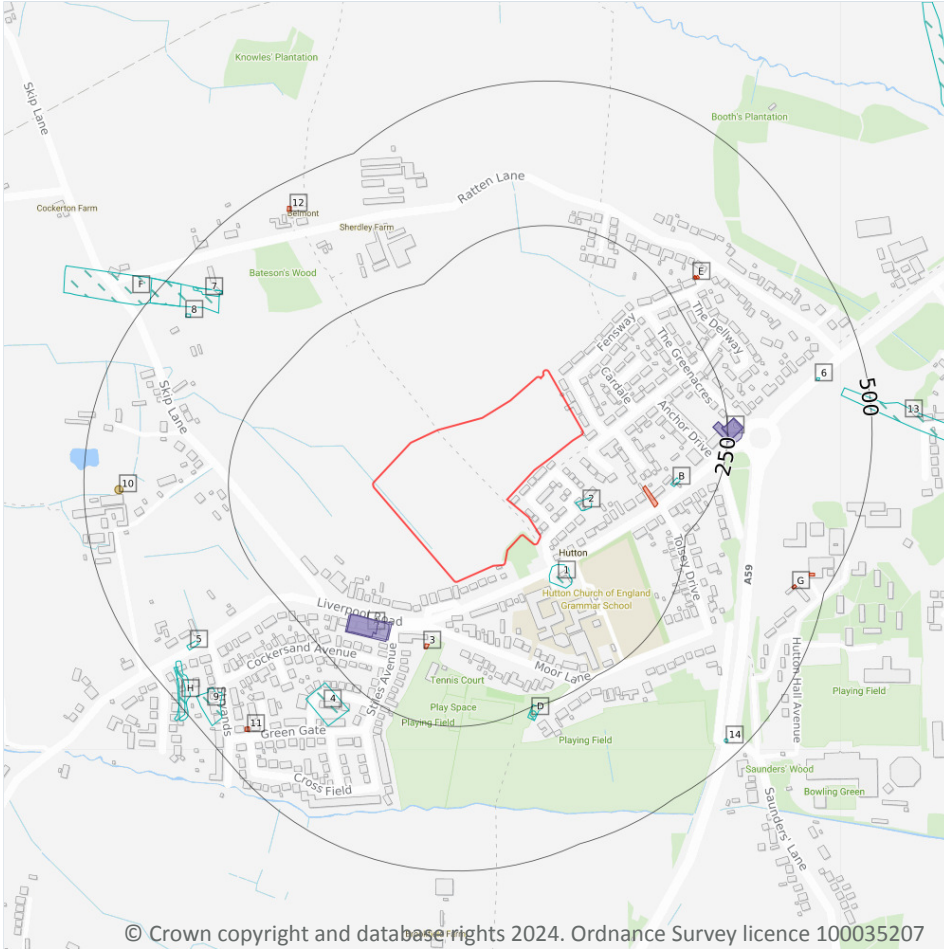 Knowles' Plantation
Skip Lane
Booth's Plantation
Ratten Lane
12
Belmont
Cockerton Farm
Sherdley Farm
E
Bateson's Wood
F
7
8
The Dellway
Fensway
The Greenacres
Cardale
6
500
13
Skip Lane
Anchor Drive
250
B
10
2
Hutton
1
Tolsey Drive
A59
G
Hutton Church of England
Grammar School
Liverpool Road
5
3
Cockersand Avenue
Moor Lane
Hutton Hall Avenue
Tennis Court
H
9
4
Stiles Avenue
Play Space
D
Playing Field
Playing Field
11
lands
Green Gate
Playing Field
14
Saunders' Wood
Cross Field
Bowling Green
Saunders' Lane
© Crown copyright and database rights 2024. Ordnance Survey licence 100035207